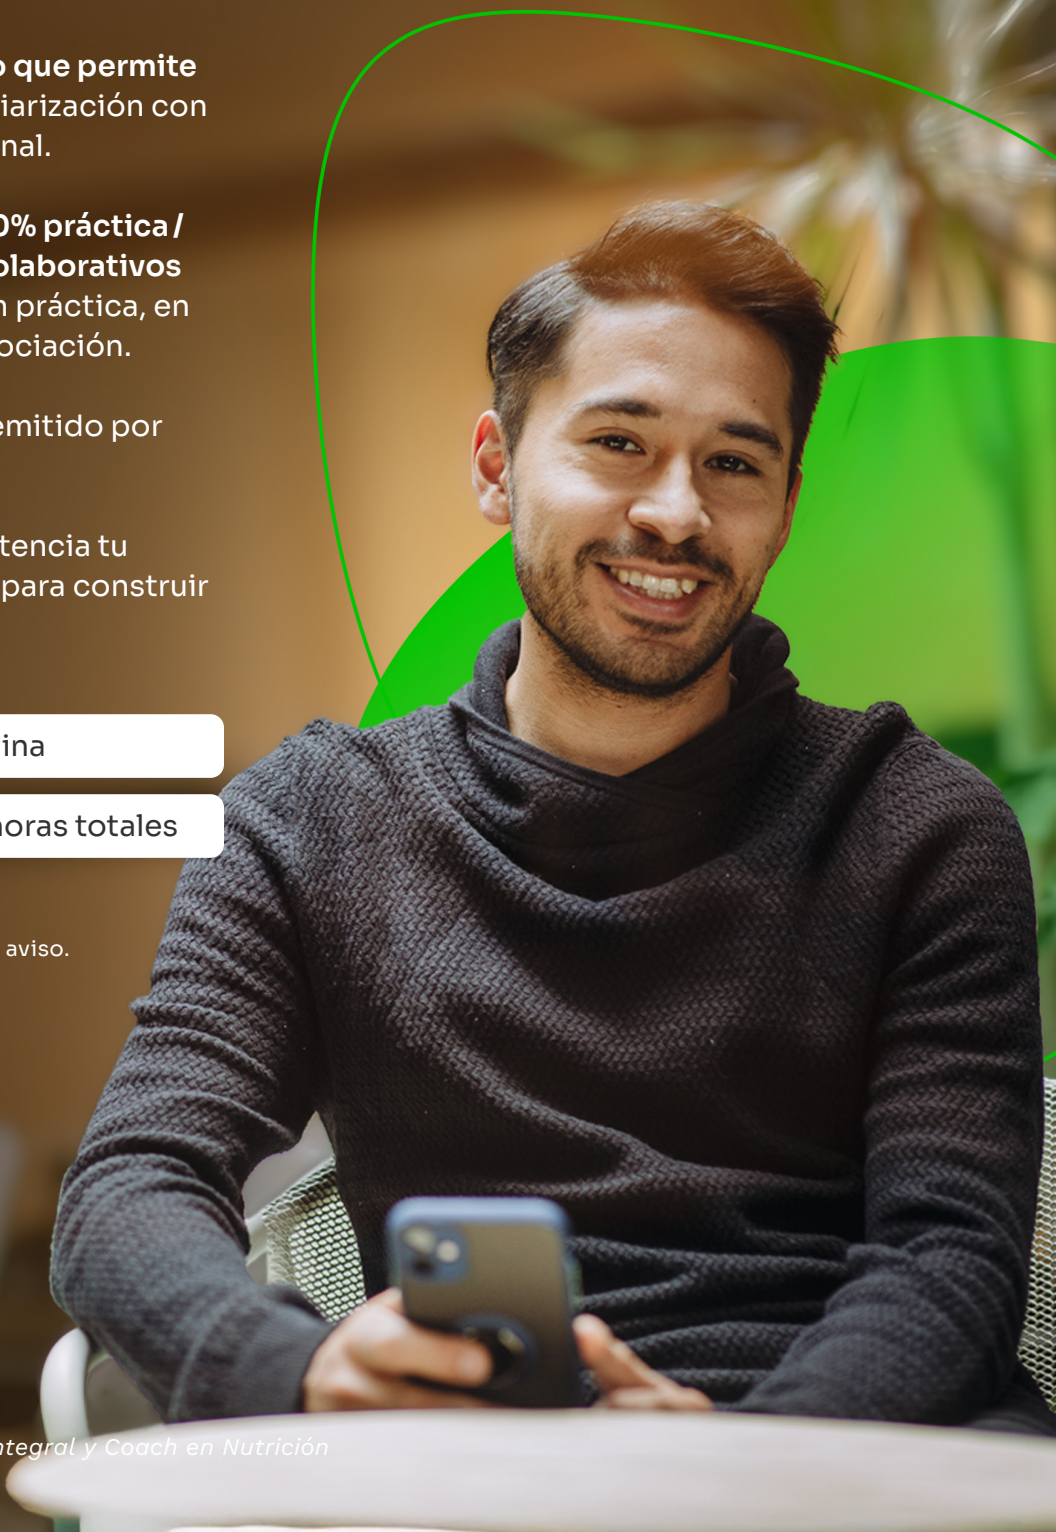 que permite
iarización con
nal.
0% práctica /
olaborativos
n práctica, en
ociación.
emitido por
tencia tu
para construir
ina
horas totales
aviso.
ntegral y Coach en Nutrición